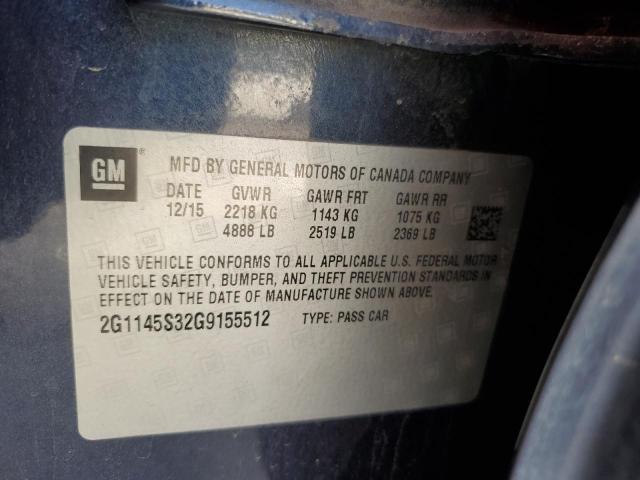 GM ®
MFD BY GENERAL MOTORS OF CANADA COMPANY
DATE GVWR GAWR FRT GAWR RR
12/15 2218 KG 1143 KG 1075 KG
4888 LB 2519 LB 2369 LB
THIS VEHICLE CONFORMS TO ALL APPLICABLE U.S. FEDERAL MOTOR
VEHICLE SAFETY, BUMPER, AND THEFT PREVENTION STANDARDS IN
EFFECT ON THE DATE OF MANUFACTURE SHOWN ABOVE.
2G1145S32G9155512 TYPE: PASS CAR